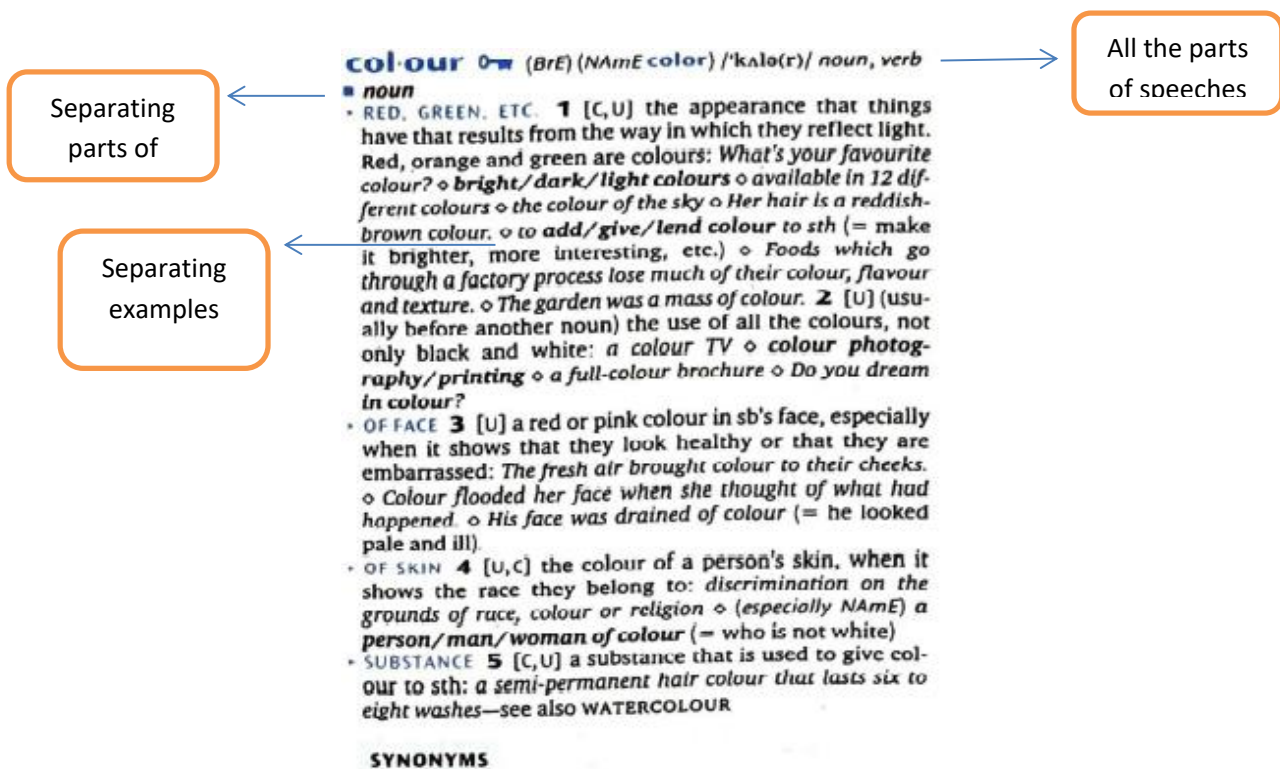 col·our (BrE) (NAmE color) /ˈkʌlə(r)/ noun, verb
All the parts
of speeches
Separating
parts of
■ noun
• RED, GREEN, ETC. 1 [C,U] the appearance that things
have that results from the way in which they reflect light.
Red, orange and green are colours: What's your favourite
colour? ⋄ bright/dark/light colours ⋄ available in 12 dif-
ferent colours ⋄ the colour of the sky ⋄ Her hair is a reddish-
brown colour. ⋄ to add/give/lend colour to sth (= make
it brighter, more interesting, etc.) ⋄ Foods which go
through a factory process lose much of their colour, flavour
and texture. ⋄ The garden was a mass of colour. 2 [U] (usu-
ally before another noun) the use of all the colours, not
only black and white: a colour TV ⋄ colour photog-
raphy/printing ⋄ a full-colour brochure ⋄ Do you dream
in colour?
Separating
examples
• OF FACE 3 [U] a red or pink colour in sb's face, especially
when it shows that they look healthy or that they are
embarrassed: The fresh air brought colour to their cheeks.
⋄ Colour flooded her face when she thought of what had
happened. ⋄ His face was drained of colour (= he looked
pale and ill).
• OF SKIN 4 [U,C] the colour of a person's skin, when it
shows the race they belong to: discrimination on the
grounds of race, colour or religion ⋄ (especially NAmE) a
person/man/woman of colour (= who is not white)
• SUBSTANCE 5 [C,U] a substance that is used to give col-
our to sth: a semi-permanent hair colour that lasts six to
eight washes—see also WATERCOLOUR
SYNONYMS